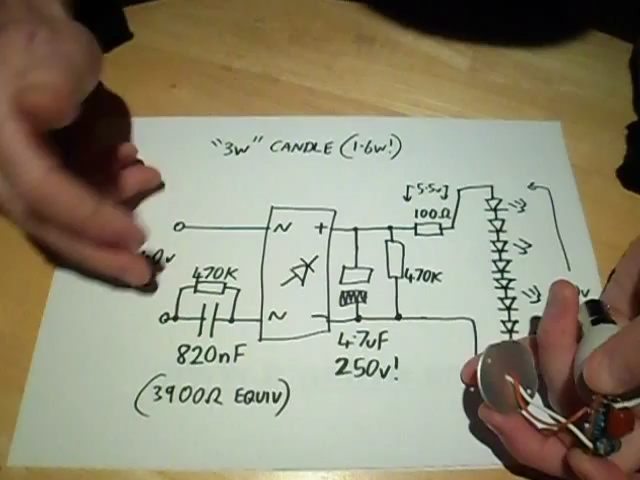 "3W" CANDLE (1.6W!)
[5.5V]
100Ω
~ +
470K
470K
~ -
820nF
4.7uF
250V!
(3900Ω EQUIV)